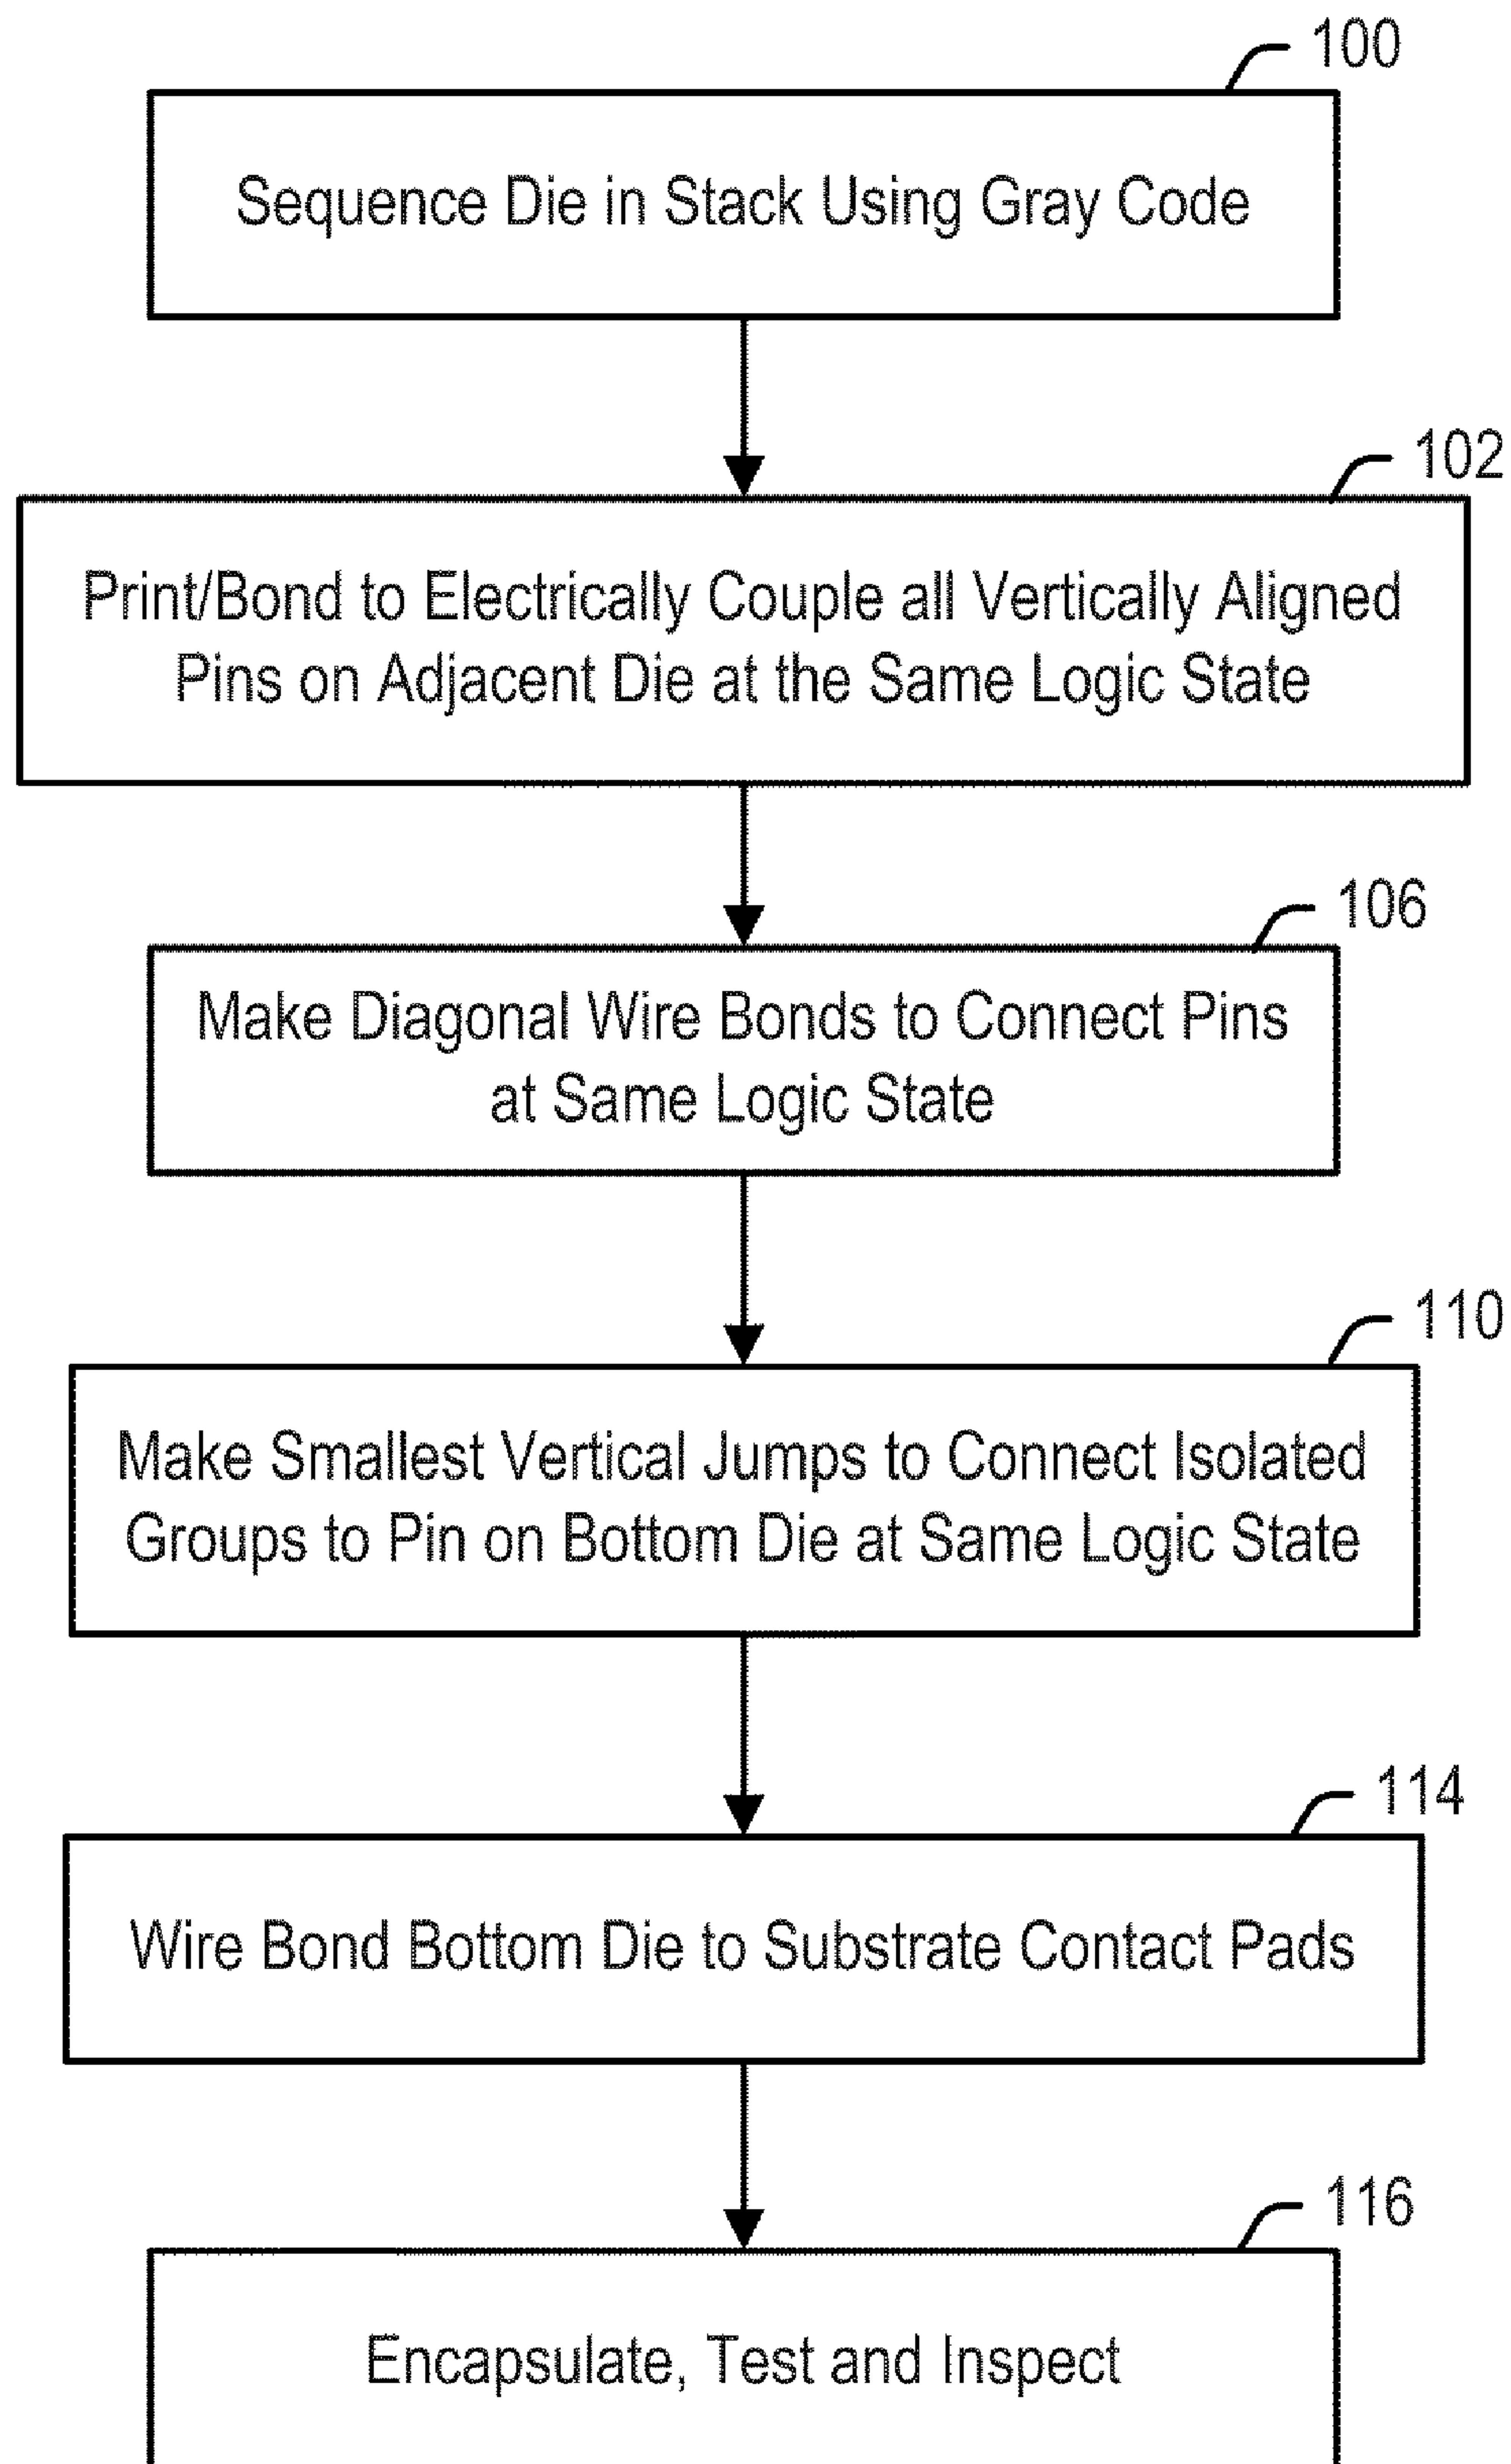 100
Sequence Die in Stack Using Gray Code
102
Print/Bond to Electrically Couple all Vertically Aligned
Pins on Adjacent Die at the Same Logic State
106
Make Diagonal Wire Bonds to Connect Pins
at Same Logic State
110
Make Smallest Vertical Jumps to Connect Isolated
Groups to Pin on Bottom Die at Same Logic State
114
Wire Bond Bottom Die to Substrate Contact Pads
116
Encapsulate, Test and Inspect